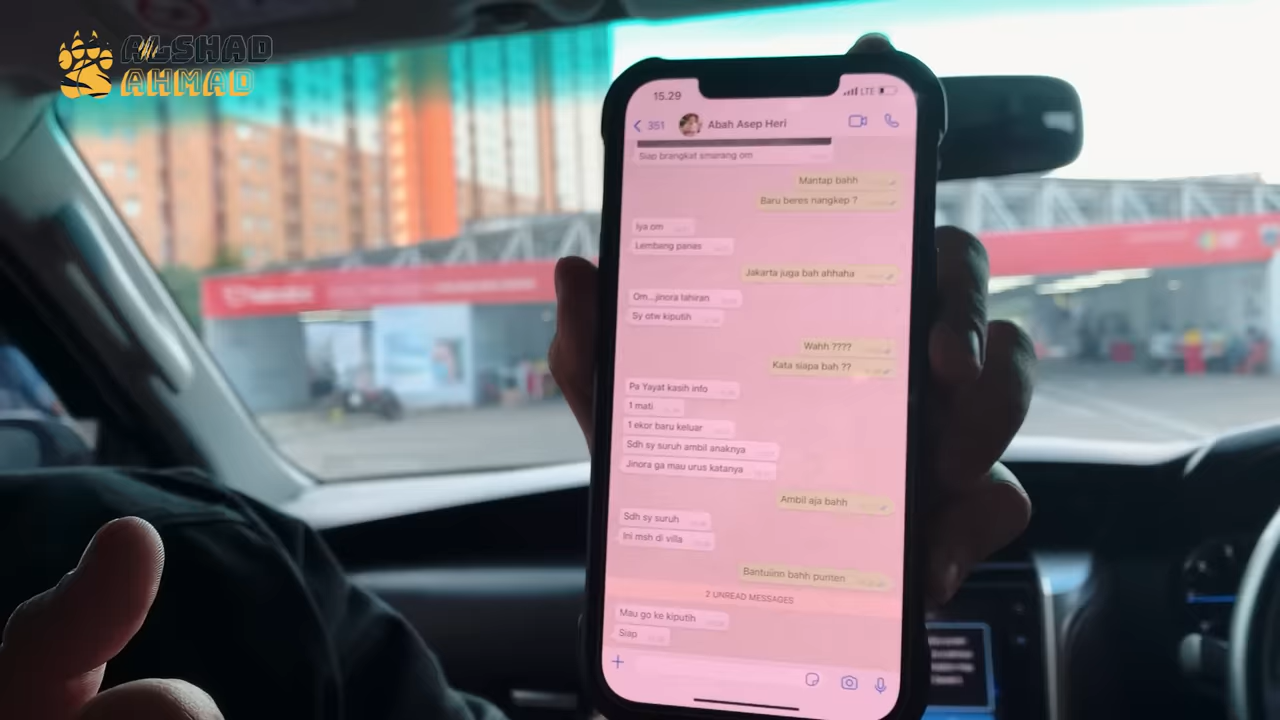 ALSHAD
AHMAD
15.29
LTE
351
Abah Asep Heri
Siap brangkat smarang om
Mantap bahh
Baru beres nangkep ?
Iya om
Lembang panas
Jakarta juga bah ahhaha
Om...jinora lahiran
Sy otw kiputih
Wahh ????
Kata siapa bah ??
Pa Yayat kasih info
1 mati
1 ekor baru keluar
Sdh sy suruh ambil anaknya
Jinora ga mau urus katanya
Ambil aja bahh
Sdh sy suruh
Ini msh di villa
Bantuiinn bahh punten
2 UNREAD MESSAGES
Mau go ke kiputih
Siap